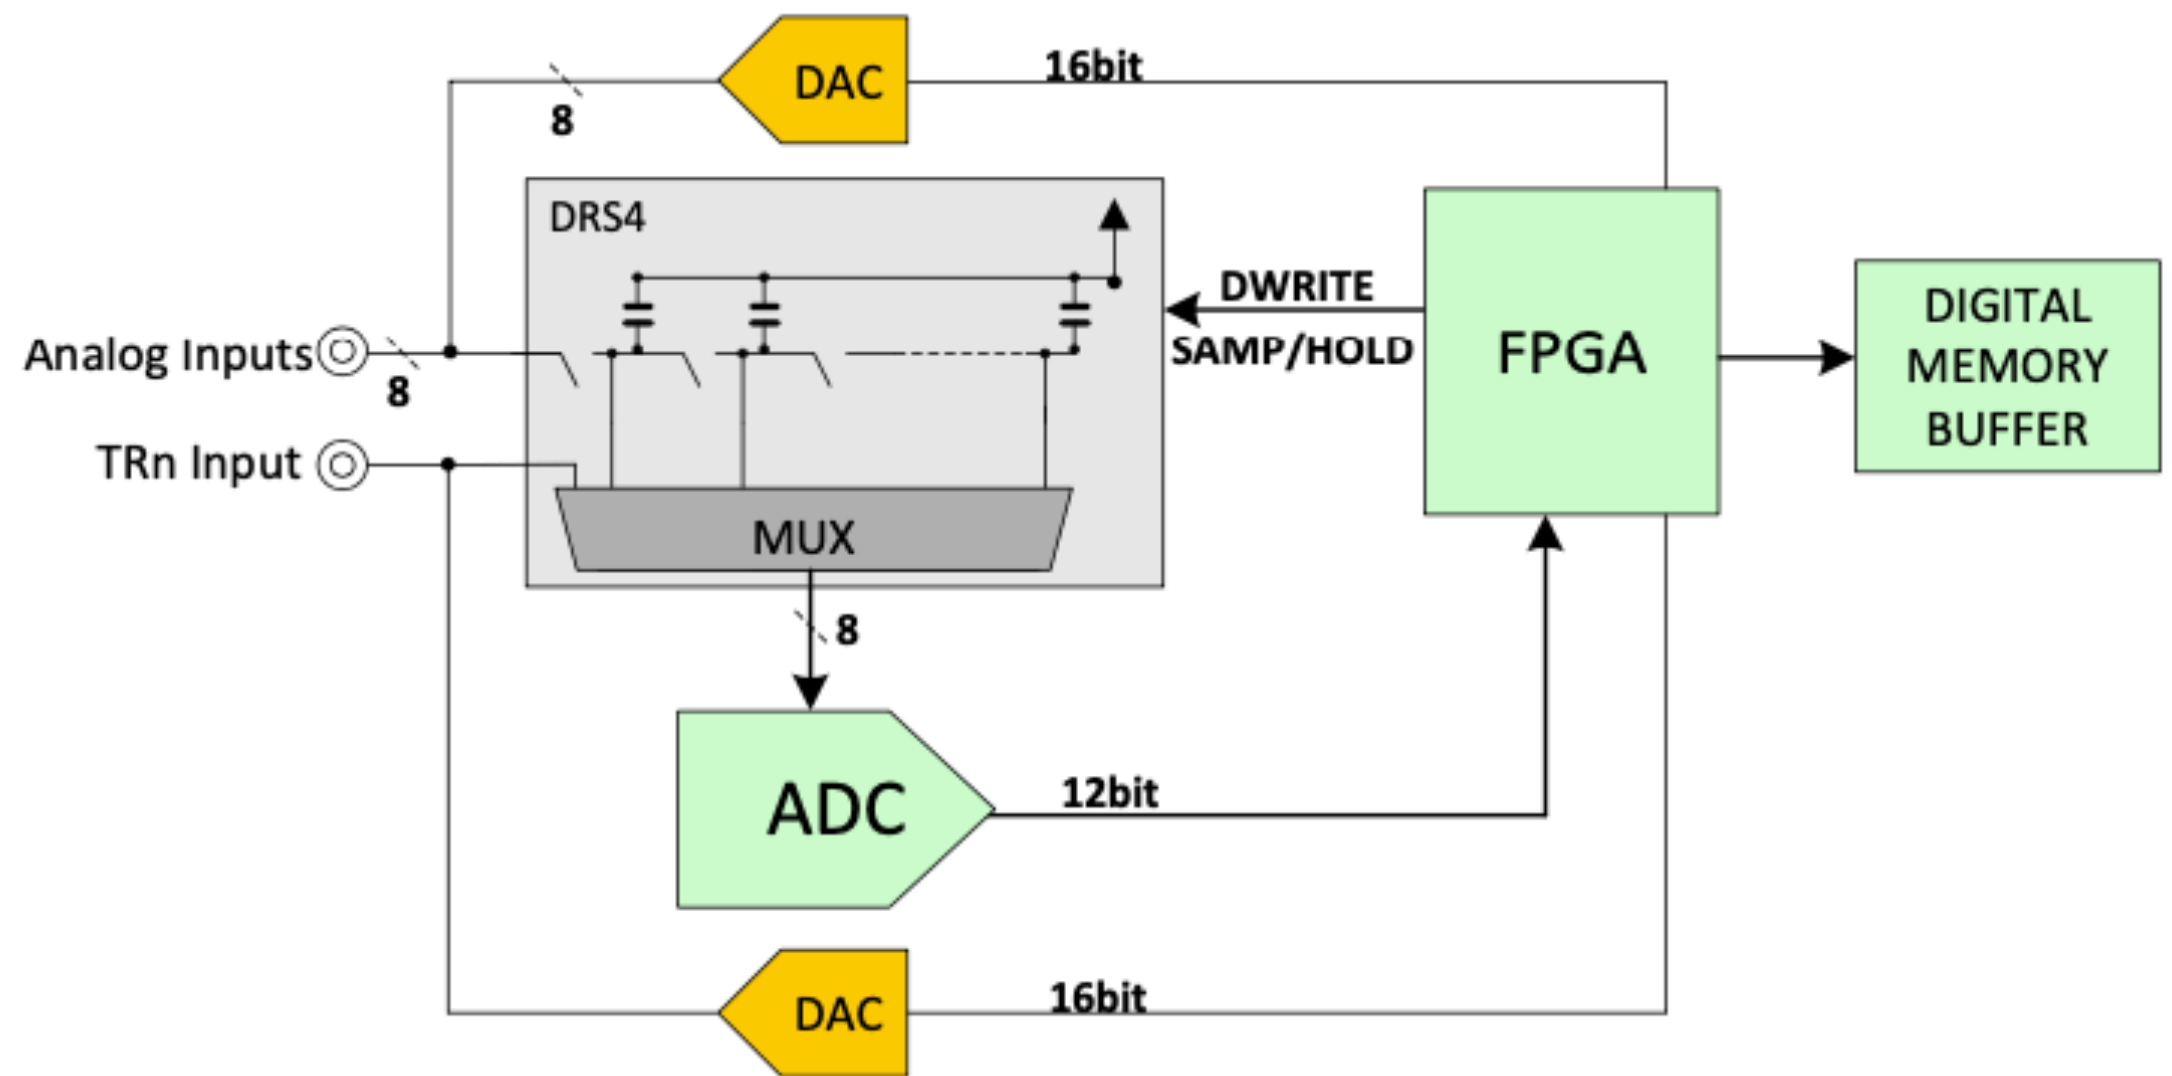 DAC
16bit
8
DRS4
DWRITE
SAMP/HOLD
FPGA
DIGITAL
MEMORY
BUFFER
Analog Inputs
8
TRn Input
MUX
8
ADC
12bit
DAC
16bit